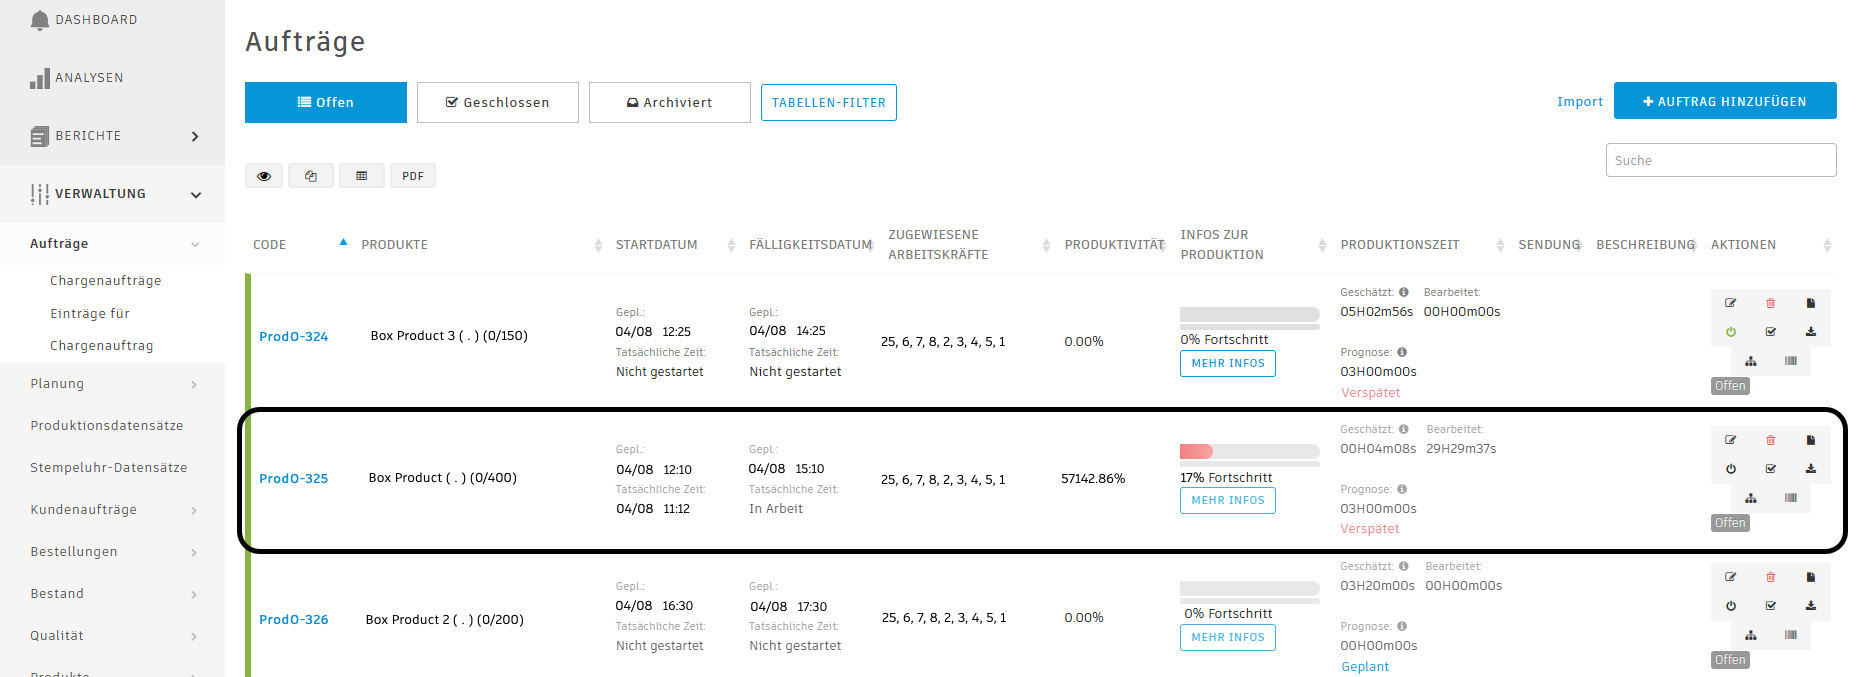 DASHBOARD
ANALYSEN
BERICHTE
VERWALTUNG
Aufträge
Chargenaufträge
Einträge für
Chargenauftrag
Planung
Produktionsdatensätze
Stempeluhr-Datensätze
Kundenaufträge
Bestellungen
Bestand
Qualität
Produkte
Aufträge
Offen
Geschlossen
Archiviert
TABELLEN-FILTER
Import
AUFTRAG HINZUFÜGEN
PDF
Suche
CODE
PRODUKTE
STARTDATUM
FÄLLIGKEITSDATUM
ZUGEWIESENE
ARBEITSKRÄFTE
PRODUKTIVITÄT
INFOS ZUR
PRODUKTION
PRODUKTIONSZEIT
SENDUNG
BESCHREIBUNG
AKTIONEN
ProdO-324
Box Product 3 ( . ) (0/150)
Gepl.:
04/08 12:25
Tatsächliche Zeit:
Nicht gestartet
Gepl.:
04/08 14:25
Tatsächliche Zeit:
Nicht gestartet
25, 6, 7, 8, 2, 3, 4, 5, 1
0.00%
0% Fortschritt
MEHR INFOS
Geschätzt: Bearbeitet:
05H02m56s 00H00m00s
Prognose:
03H00m00s
Verspätet
Offen
ProdO-325
Box Product ( . ) (0/400)
Gepl.:
04/08 12:10
Tatsächliche Zeit:
04/08 11:12
Gepl.:
04/08 15:10
Tatsächliche Zeit:
In Arbeit
25, 6, 7, 8, 2, 3, 4, 5, 1
57142.86%
17% Fortschritt
MEHR INFOS
Geschätzt: Bearbeitet:
00H04m08s 29H29m37s
Prognose:
03H00m00s
Verspätet
Offen
ProdO-326
Box Product 2 ( . ) (0/200)
Gepl.:
04/08 16:30
Tatsächliche Zeit:
Nicht gestartet
Gepl.:
04/08 17:30
Tatsächliche Zeit:
Nicht gestartet
25, 6, 7, 8, 2, 3, 4, 5, 1
0.00%
0% Fortschritt
MEHR INFOS
Geschätzt: Bearbeitet:
03H20m00s 00H00m00s
Prognose:
00H00m00s
Geplant
Offen